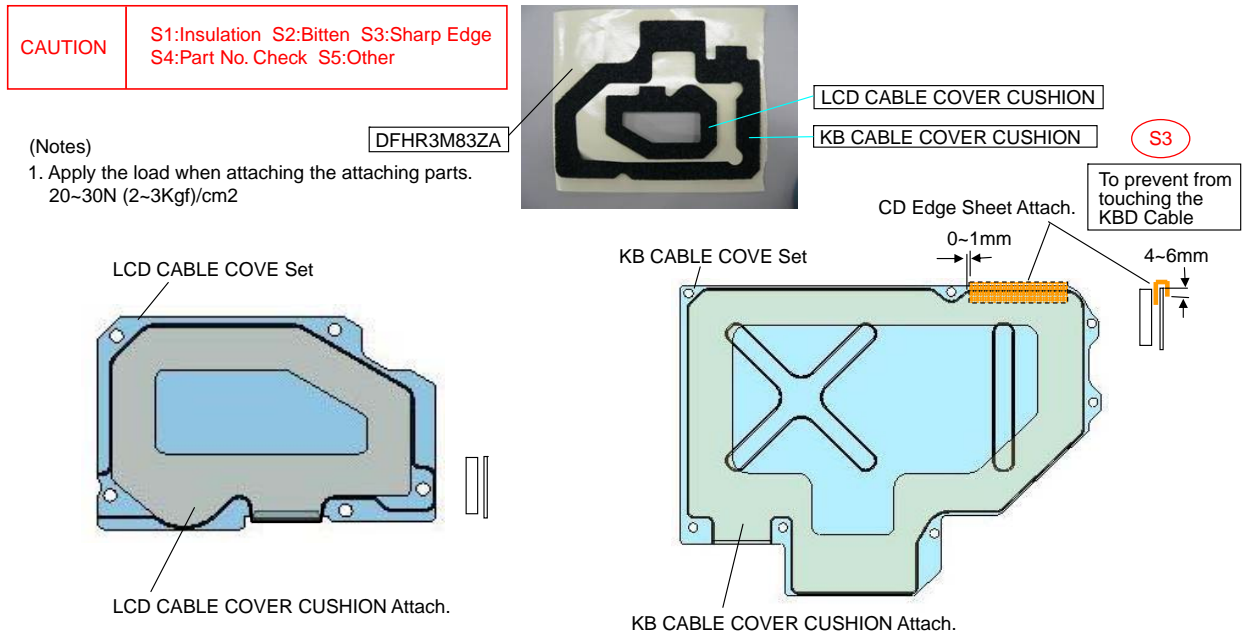 CAUTION
S1:Insulation S2:Bitten S3:Sharp Edge
S4:Part No. Check S5:Other
LCD CABLE COVER CUSHION
KB CABLE COVER CUSHION
DFHR3M83ZA
S3
(Notes)
1. Apply the load when attaching the attaching parts.
20~30N (2~3Kgf)/cm2
To prevent from
touching the
KBD Cable
CD Edge Sheet Attach.
0~1mm
4~6mm
LCD CABLE COVE Set
KB CABLE COVE Set
LCD CABLE COVER CUSHION Attach.
KB CABLE COVER CUSHION Attach.